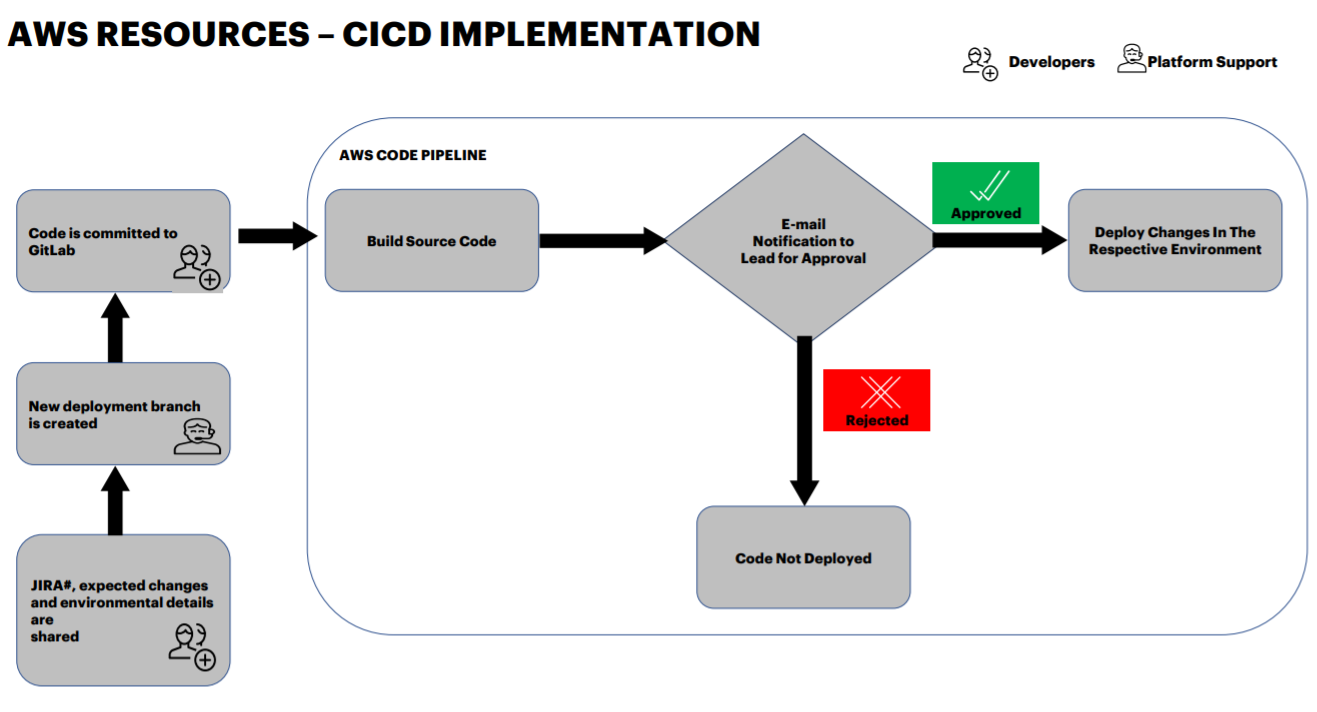 AWS RESOURCES – CICD IMPLEMENTATION
Developers
Platform Support
AWS CODE PIPELINE
Code is committed to
GitLab
Build Source Code
E-mail
Notification to
Lead for Approval
Approved
Deploy Changes In The
Respective Environment
New deployment branch
is created
Rejected
Code Not Deployed
JIRA#, expected changes
and environmental details
are
shared